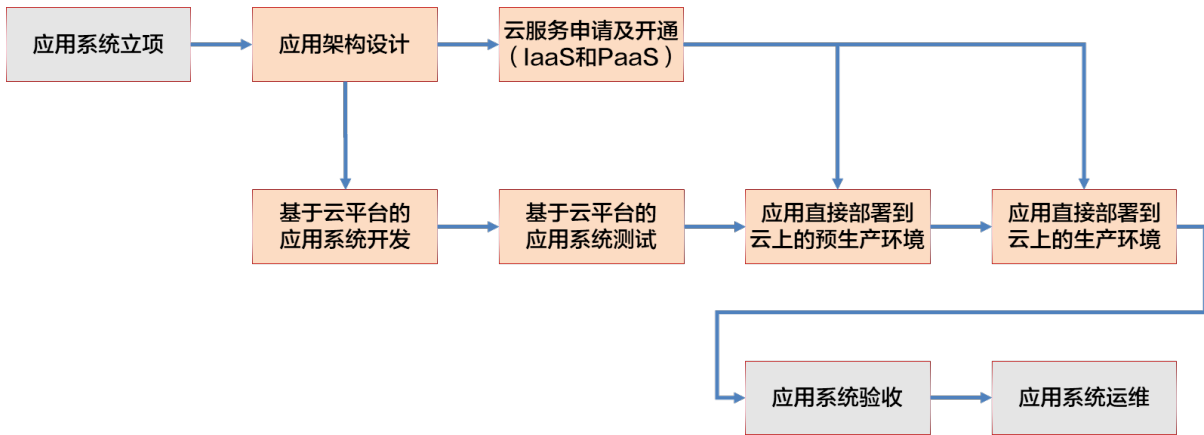 应用系统立项
应用架构设计
云服务申请及开通
（IaaS和PaaS）
基于云平台的
应用系统开发
基于云平台的
应用系统测试
应用直接部署到
云上的预生产环境
应用直接部署到
云上的生产环境
应用系统验收
应用系统运维